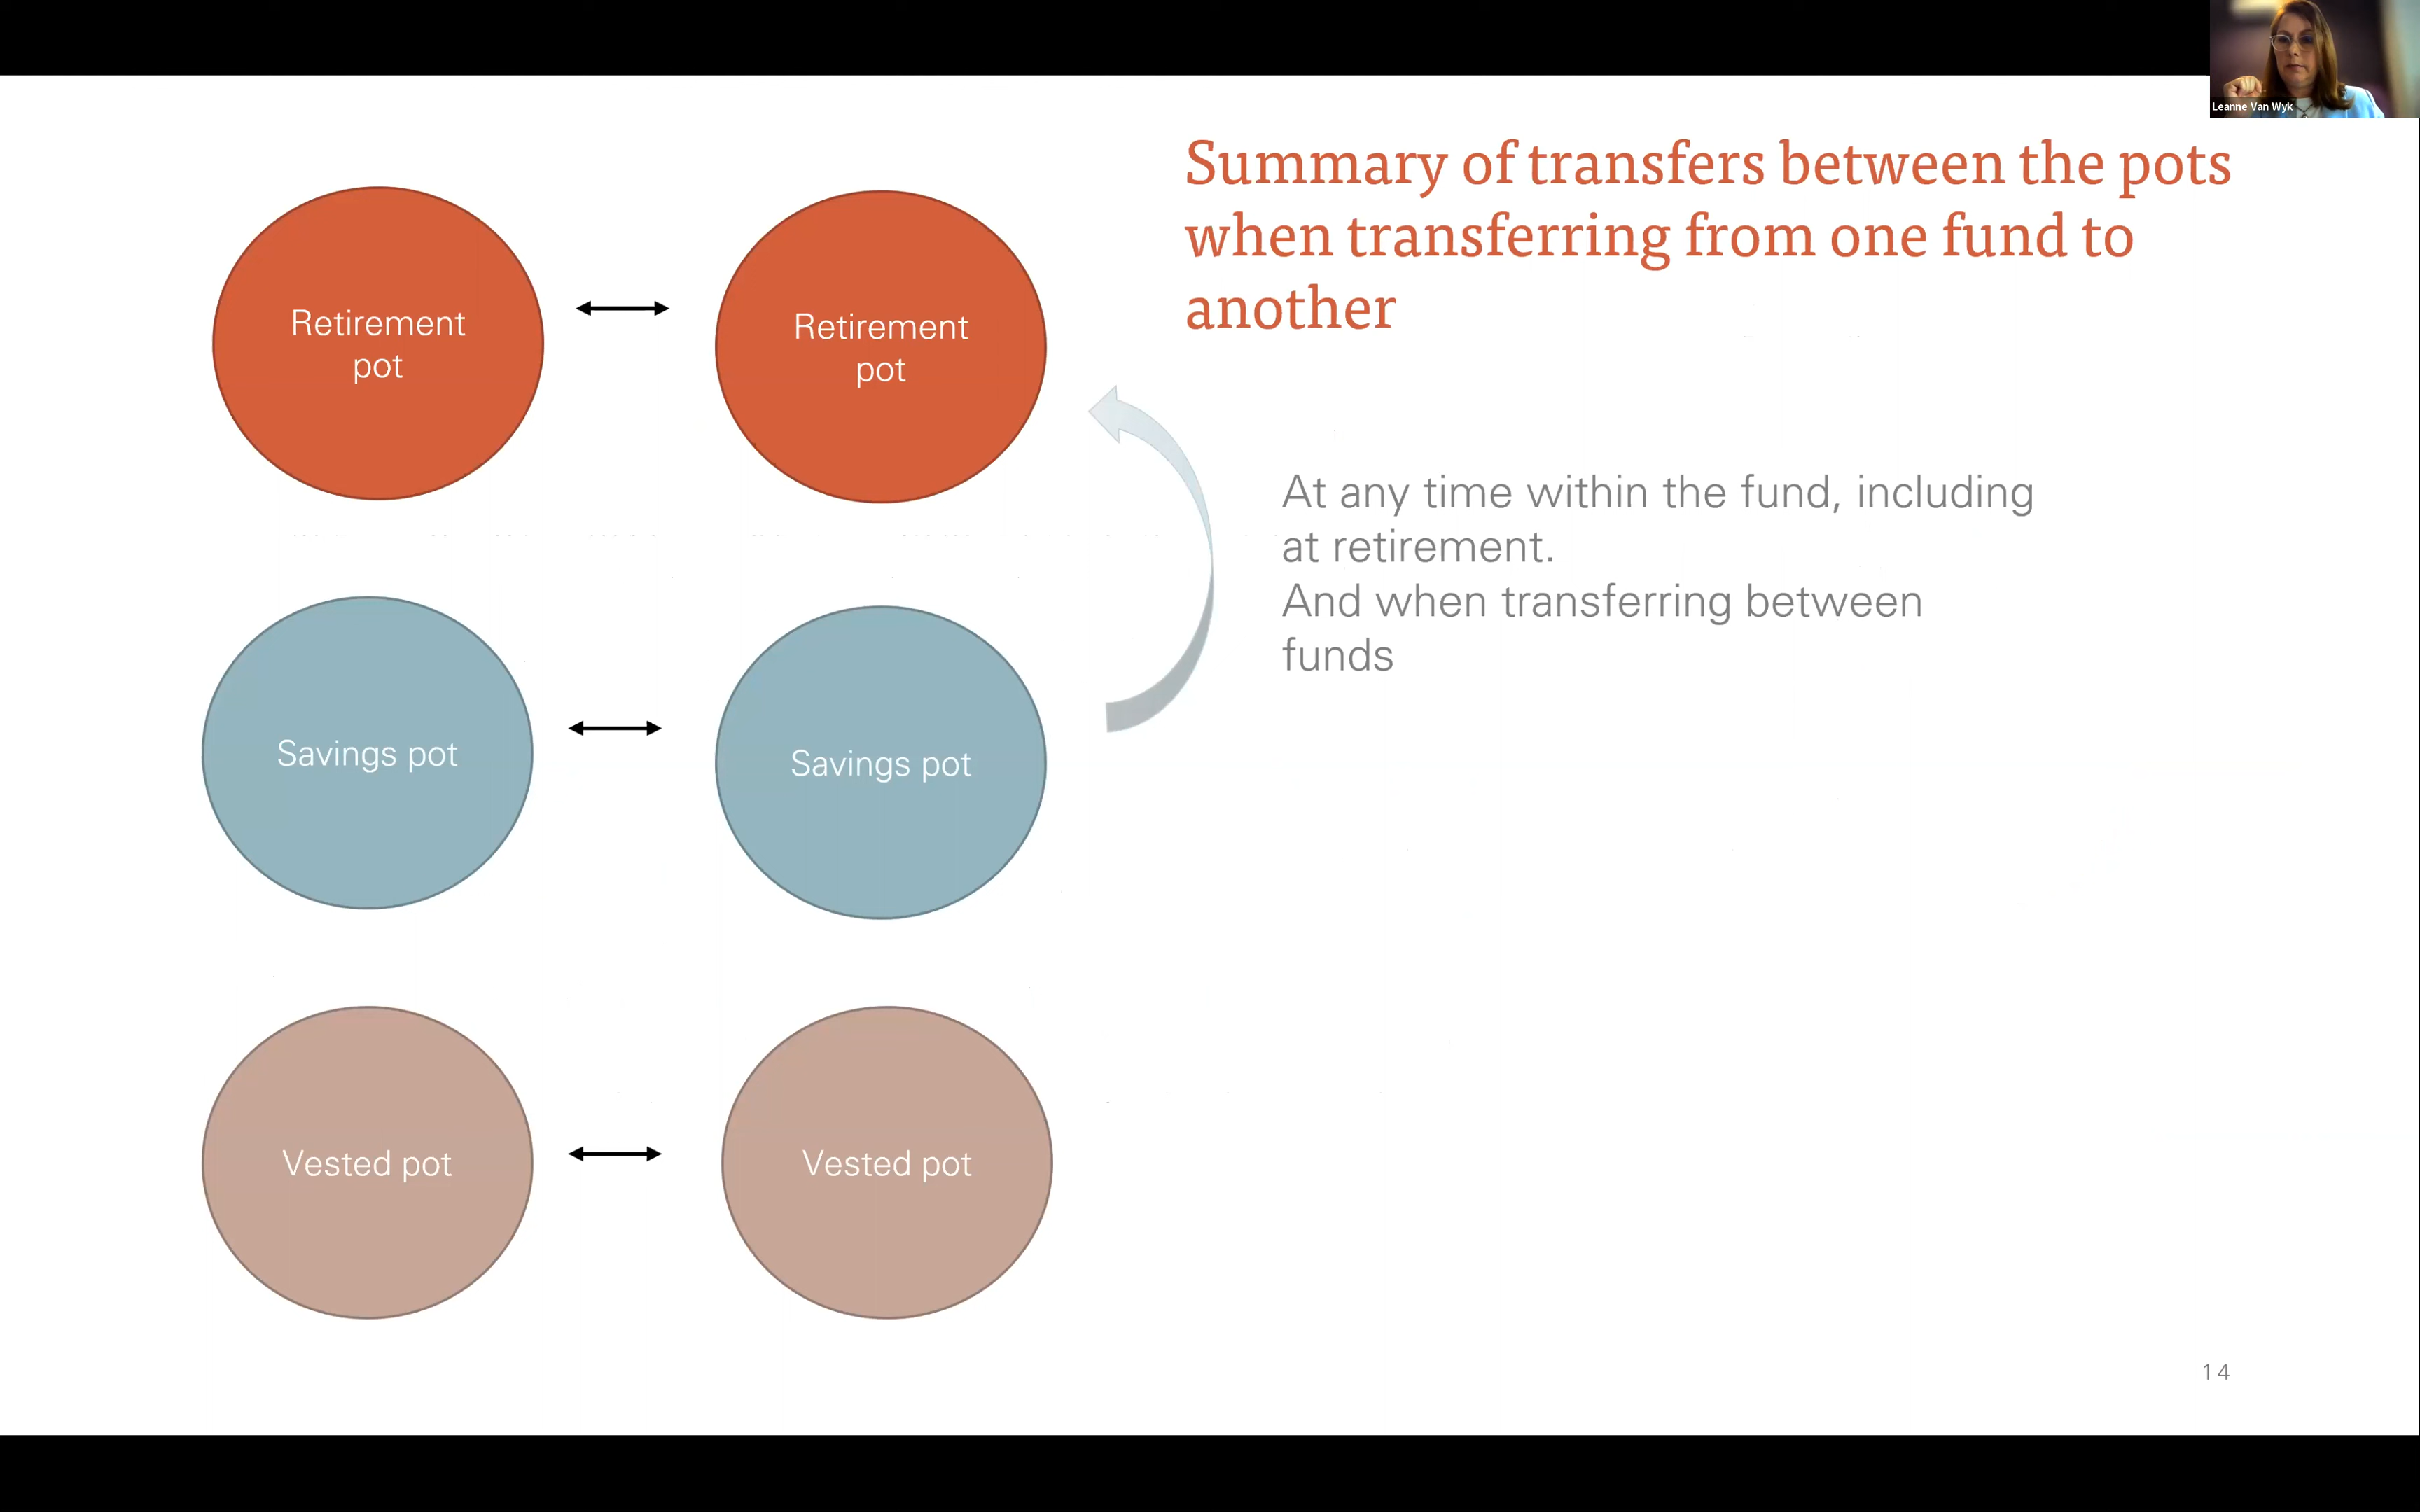 Leanne Van Wyk
Summary of transfers between the pots
when transferring from one fund to
another
Retirement
pot
Retirement
pot
At any time within the fund, including
at retirement.
And when transferring between
funds
Savings pot
Savings pot
Vested pot
Vested pot
14